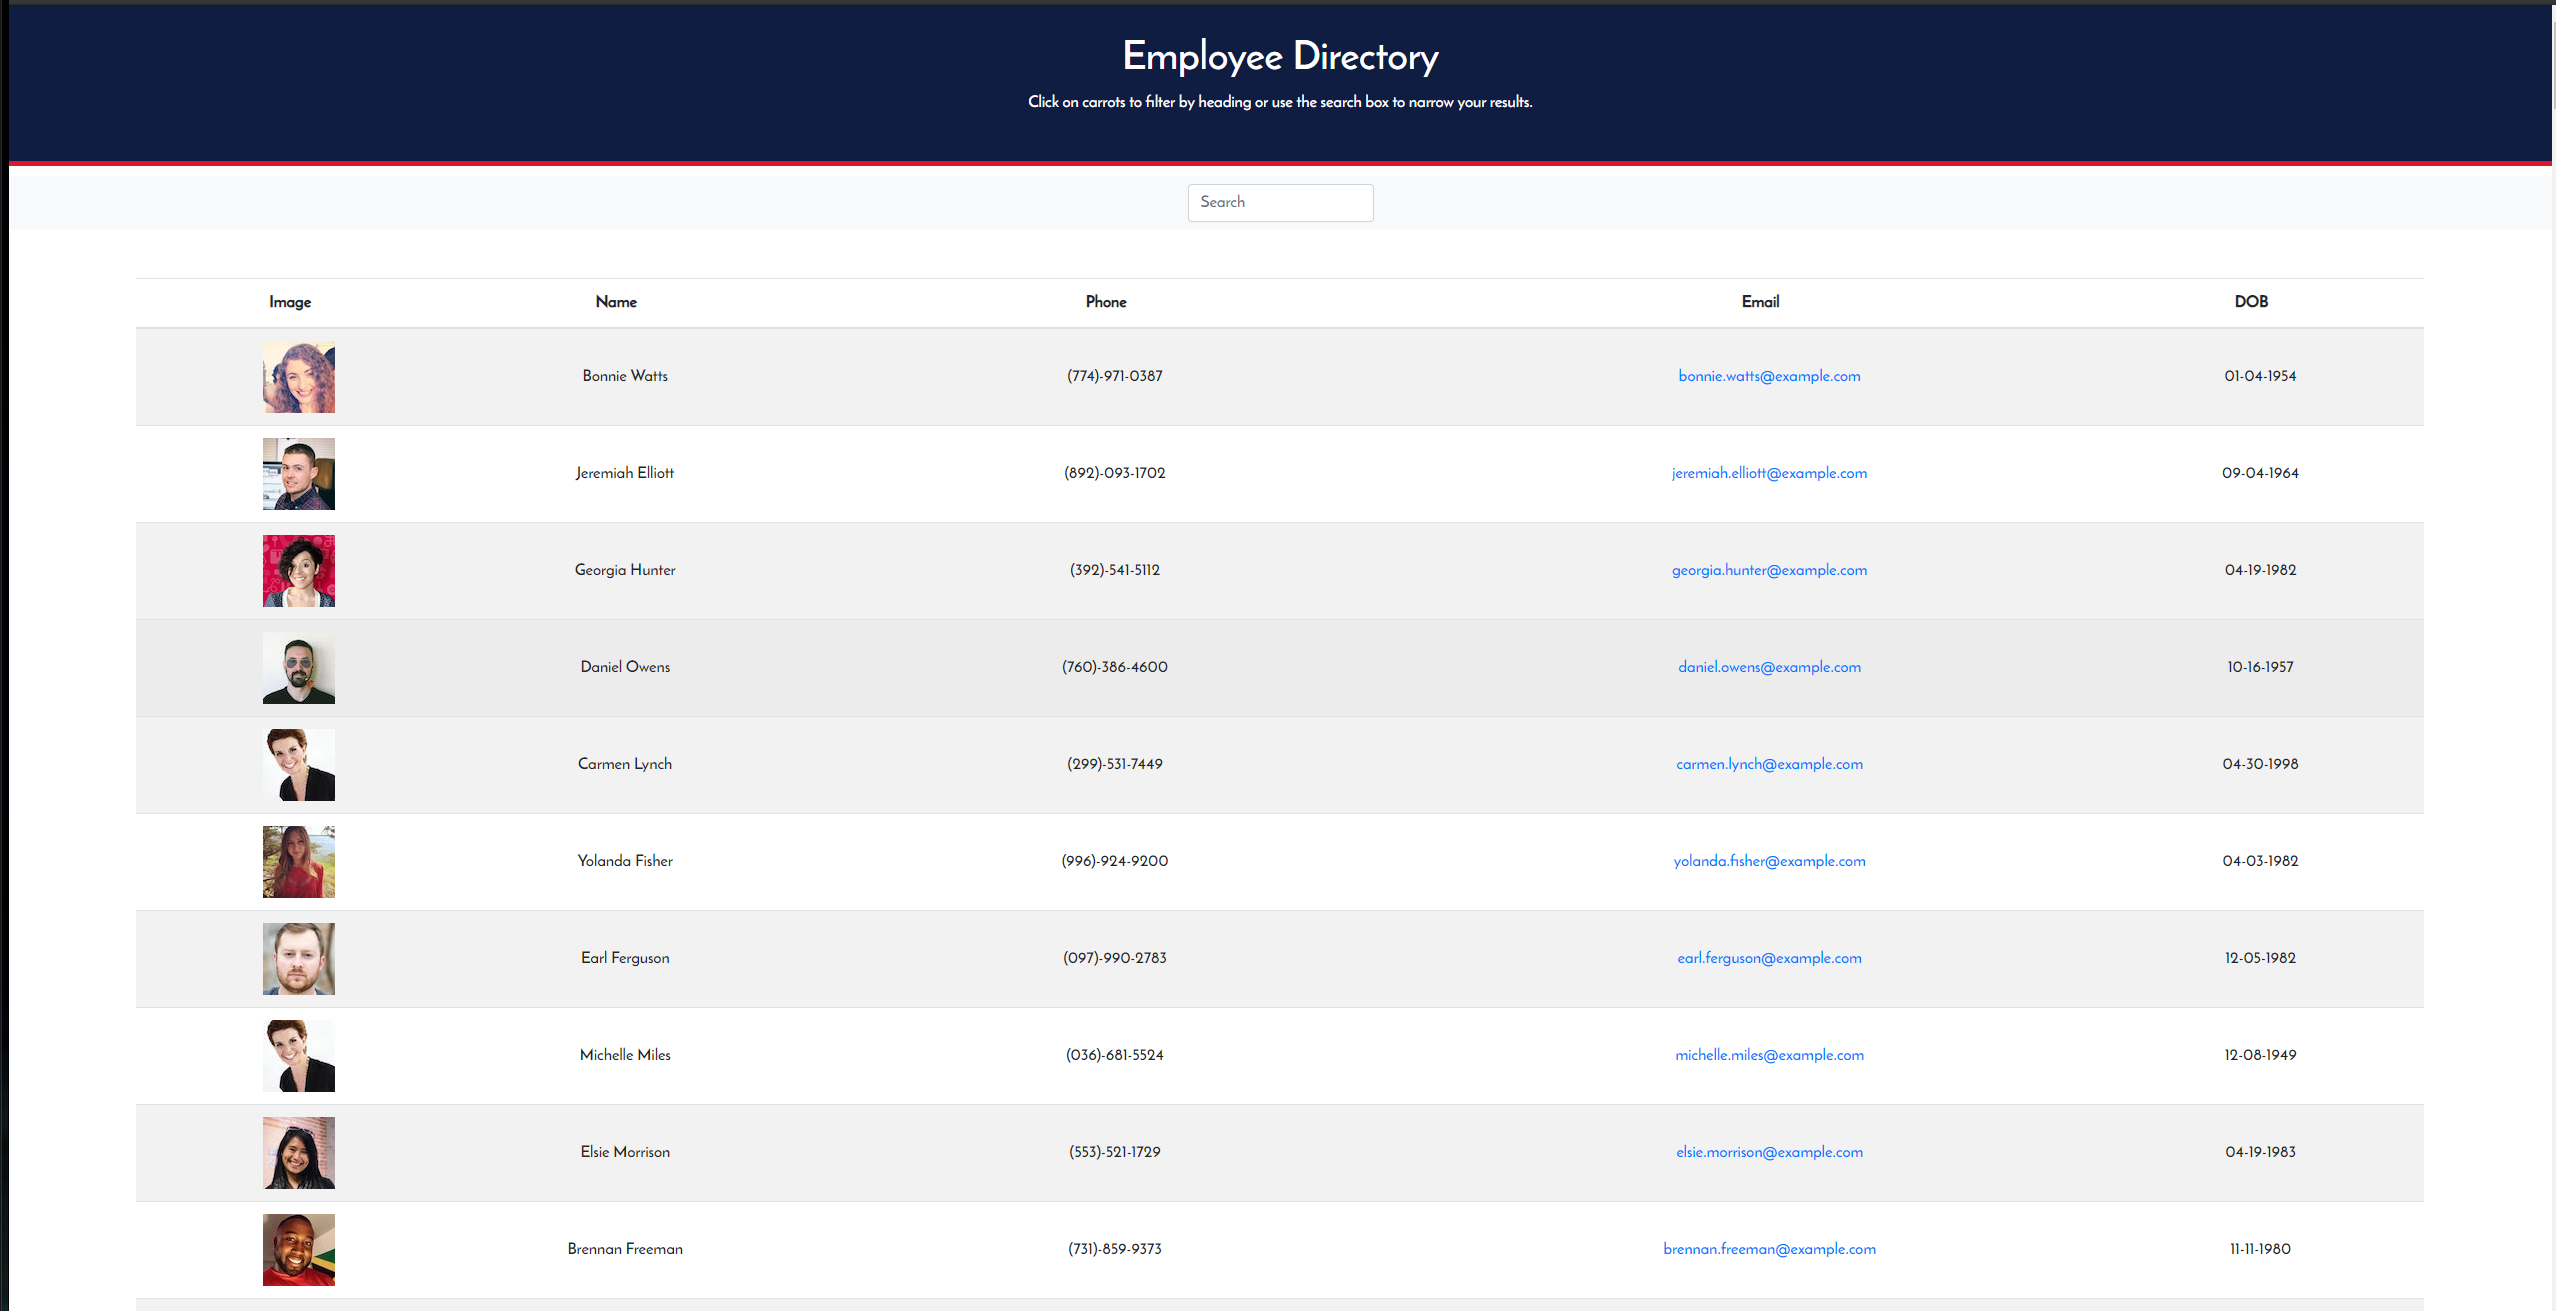 Employee Directory
Click on carrots to filter by heading or use the search box to narrow your results.
Search
Image Name Phone Email DOB
Bonnie Watts (774)-971-0387 bonnie.watts@example.com 01-04-1954
Jeremiah Elliott (892)-093-1702 jeremiah.elliott@example.com 09-04-1964
Georgia Hunter (392)-541-5112 georgia.hunter@example.com 04-19-1982
Daniel Owens (760)-386-4600 daniel.owens@example.com 10-16-1957
Carmen Lynch (299)-531-7449 carmen.lynch@example.com 04-30-1998
Yolanda Fisher (996)-924-9200 yolanda.fisher@example.com 04-03-1982
Earl Ferguson (097)-990-2783 earl.ferguson@example.com 12-05-1982
Michelle Miles (036)-681-5524 michelle.miles@example.com 12-08-1949
Elsie Morrison (553)-521-1729 elsie.morrison@example.com 04-19-1983
Brennan Freeman (731)-859-9373 brennan.freeman@example.com 11-11-1980